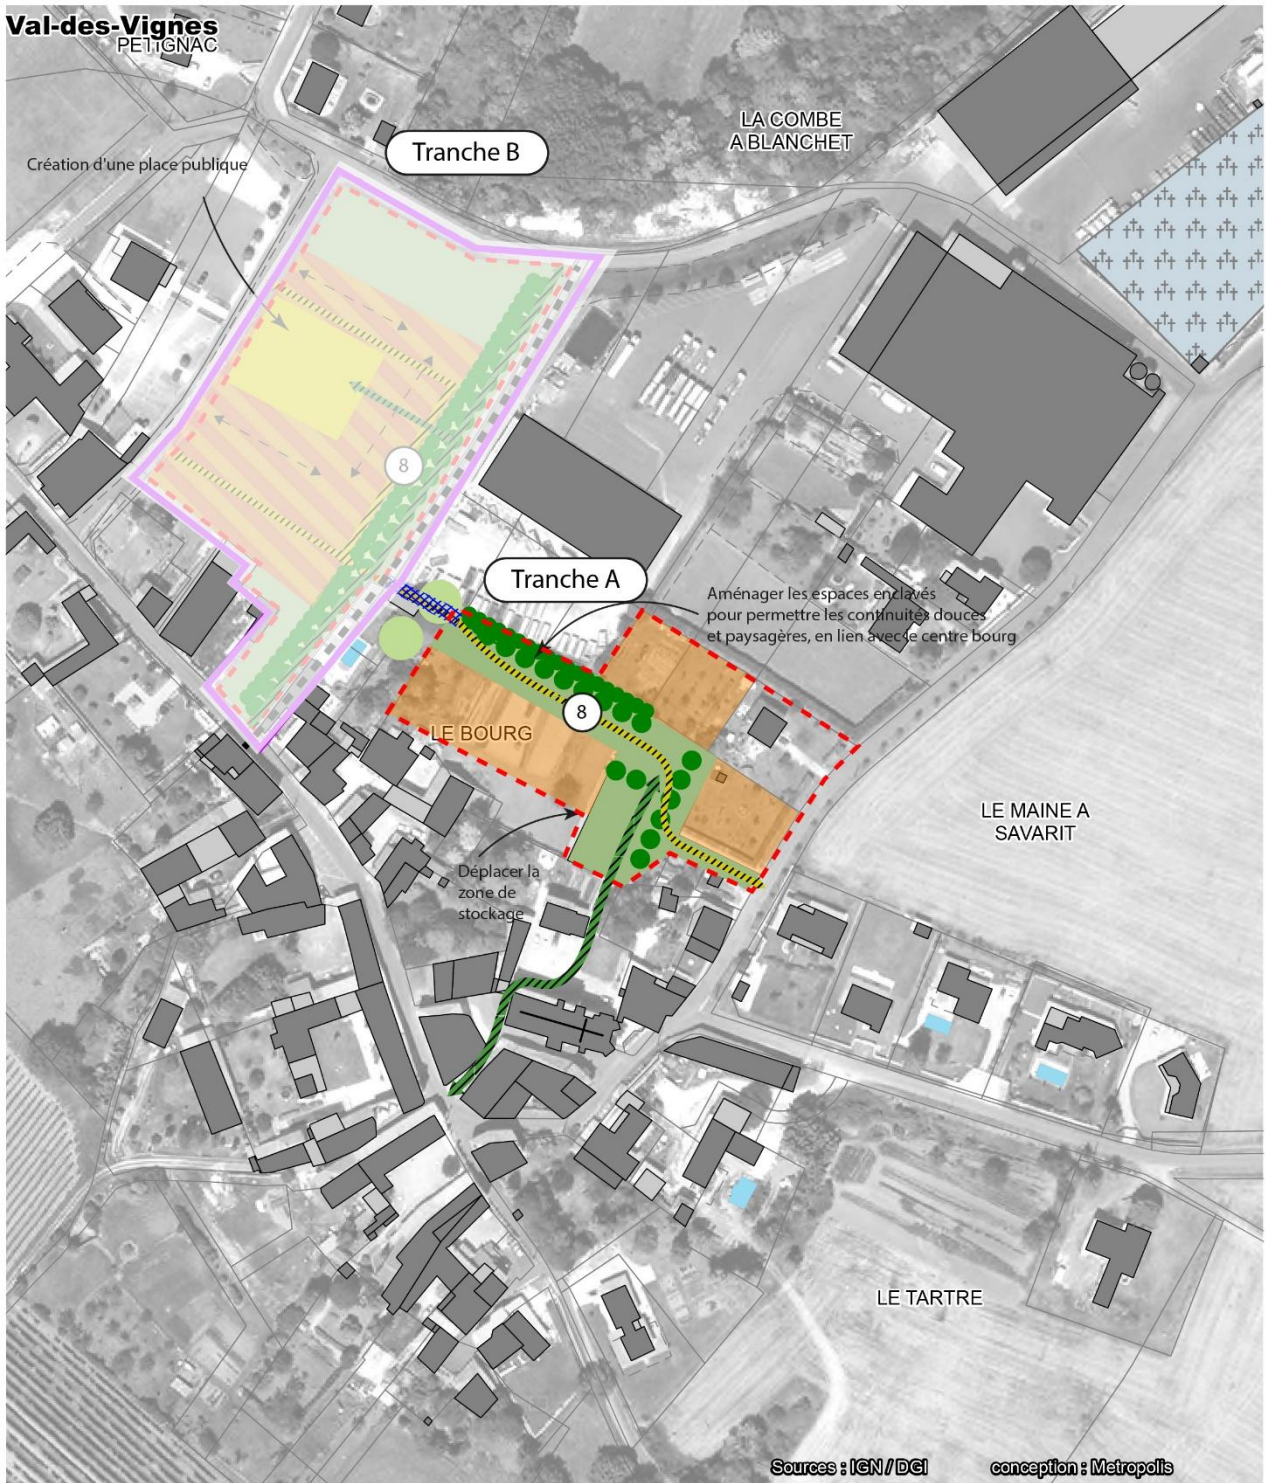 Val-des-Vignes
PETIGNAC
LA COMBE
A BLANCHET
Tranche B
Création d'une place publique
8
Tranche A
Aménager les espaces enclavés
pour permettre les continuités douces
et paysagères, en lien avec le centre bourg
8
LE BOURG
LE MAINE A
SAVARIT
Déplacer la
zone de
stockage
LE TARTRE
Sources : IGN / DGI
conception : Metropolis